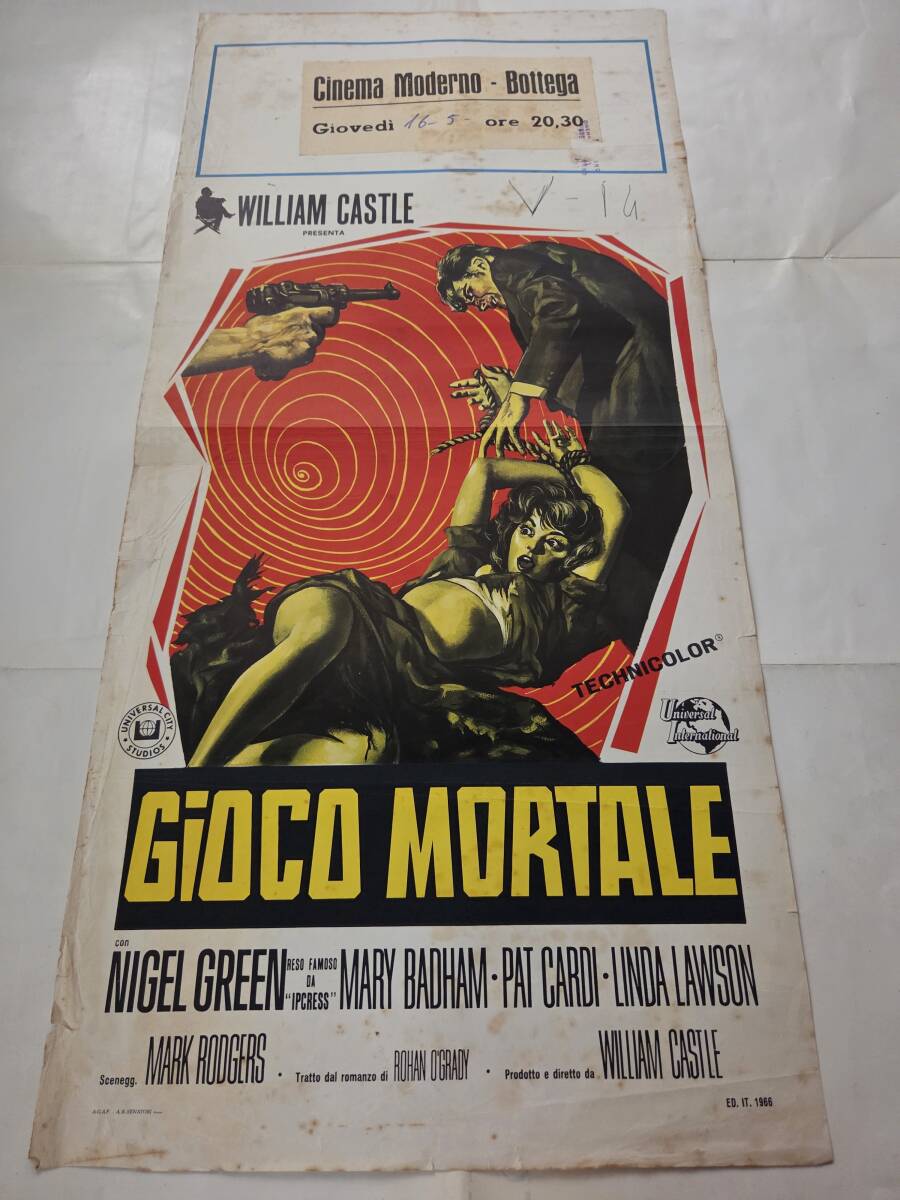 Cinema Moderno - Bottega
Giovedì 16-5- ore 20,30
V-14
WILLIAM CASTLE
PRESENTA
TECHNICOLOR®
UNIVERSAL CITY
STUDIOS
Universal
International
GiOCO MORTALE
con
NIGEL GREEN RESO FAMOSO DA "IPCRESS" MARY BADHAM • PAT CARDI • LINDA LAWSON
Scenegg. MARK RODGERS • Tratto dal romanzo di ROHAN O'GRADY • Prodotto e diretto da WILLIAM CASTLE
ED. IT. 1966